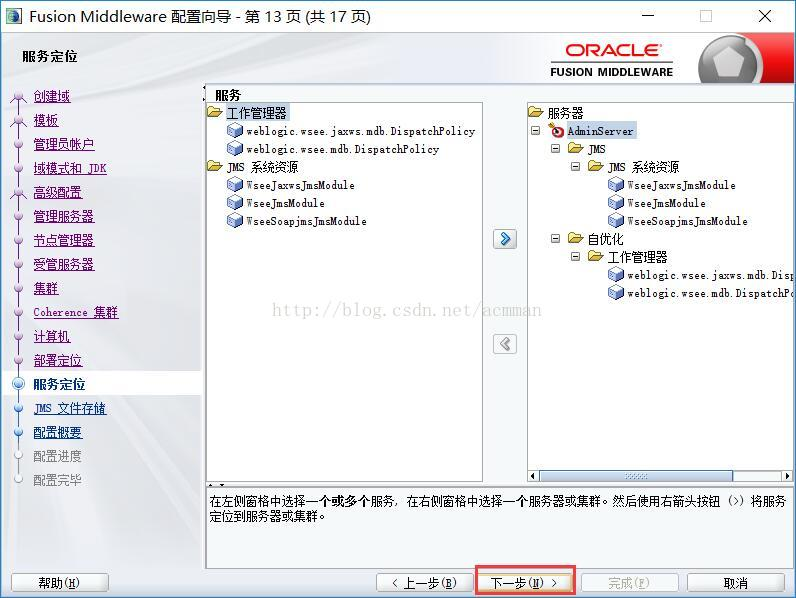 Fusion Middleware 配置向导 - 第 13 页 (共 17 页)
服务定位
ORACLE
FUSION MIDDLEWARE
创建域
模板
管理员帐户
域模式和 JDK
高级配置
管理服务器
节点管理器
受管服务器
集群
Coherence 集群
计算机
部署定位
服务定位
JMS 文件存储
配置概要
配置进度
配置完毕
服务
工作管理器
weblogic.wsee.jaxws.mdb.DispatchPolicy
weblogic.wsee.mdb.DispatchPolicy
JMS 系统资源
WseeJaxwsJmsModule
WseeJmsModule
WseeSoapjmsJmsModule
服务器
AdminServer
JMS
JMS 系统资源
WseeJaxwsJmsModule
WseeJmsModule
WseeSoapjmsJmsModule
自优化
工作管理器
weblogic.wsee.jaxws.mdb.Disp
weblogic.wsee.mdb.DispatchPo
http://blog.csdn.net/acmman
在左侧窗格中选择一个或多个服务, 在右侧窗格中选择一个服务器或集群。然后使用右箭头按钮 (>) 将服务
定位到服务器或集群。
帮助(H)
< 上一步(B)
下一步(N) >
完成(F)
取消